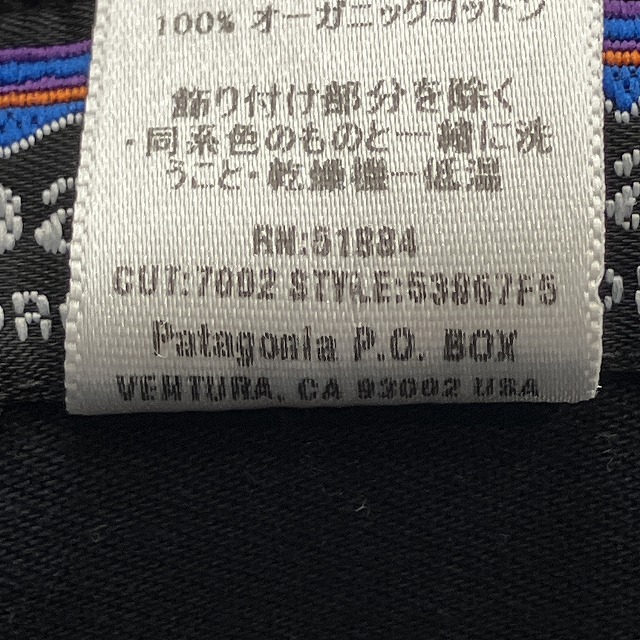 100% オーガニックコットン
飾り付け部分を除く
・同系色のものと一緒に洗
うこと・乾燥機ー低温
RN:51884
CUT:7002 STYLE:53867F5
Patagonia P.O. BOX
VENTURA, CA 93002 USA